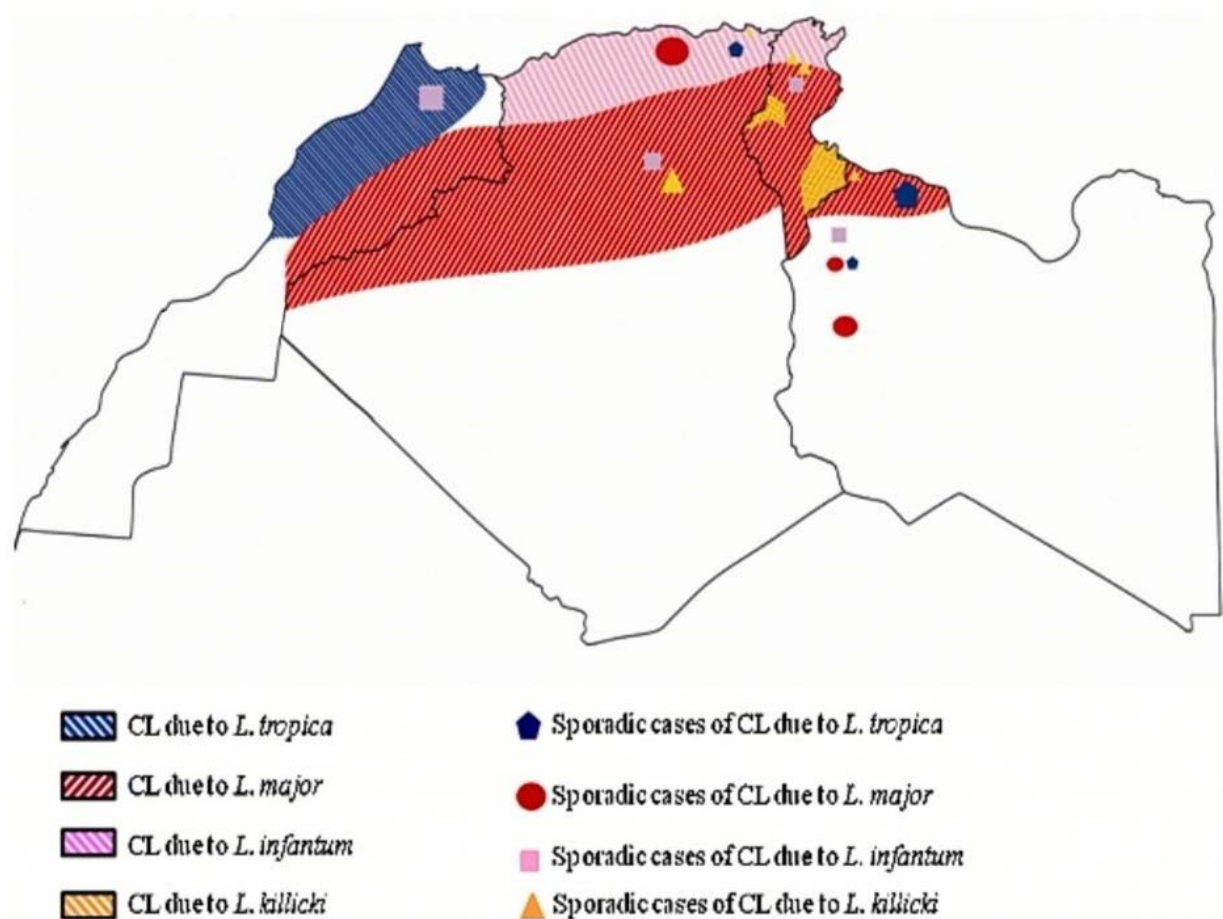 CL due to L. tropica
CL due to L. major
CL due to L. infantum
CL due to L. killicki
Sporadic cases of CL due to L. tropica
Sporadic cases of CL due to L. major
Sporadic cases of CL due to L. infantum
Sporadic cases of CL due to L. killicki